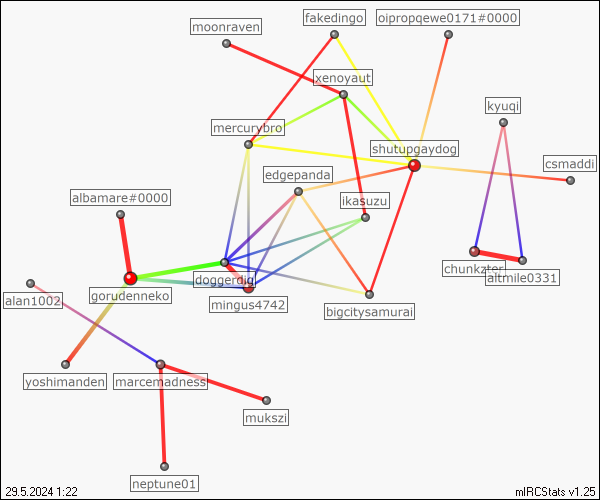 fakedingo
oipropqewe0171#0000
moonraven
xenoyaut
kyuqi
mercurybro
shutupgaydog
csmaddi
edgepanda
albamare#0000
ikasuzu
chunkzter
altmile0331
doggerdig
gorudenneko
alan1002
mingus4742
bigcitysamurai
yoshimanden
marcemadness
mukszi
neptune01
29.5.2024 1:22
mIRCStats v1.25